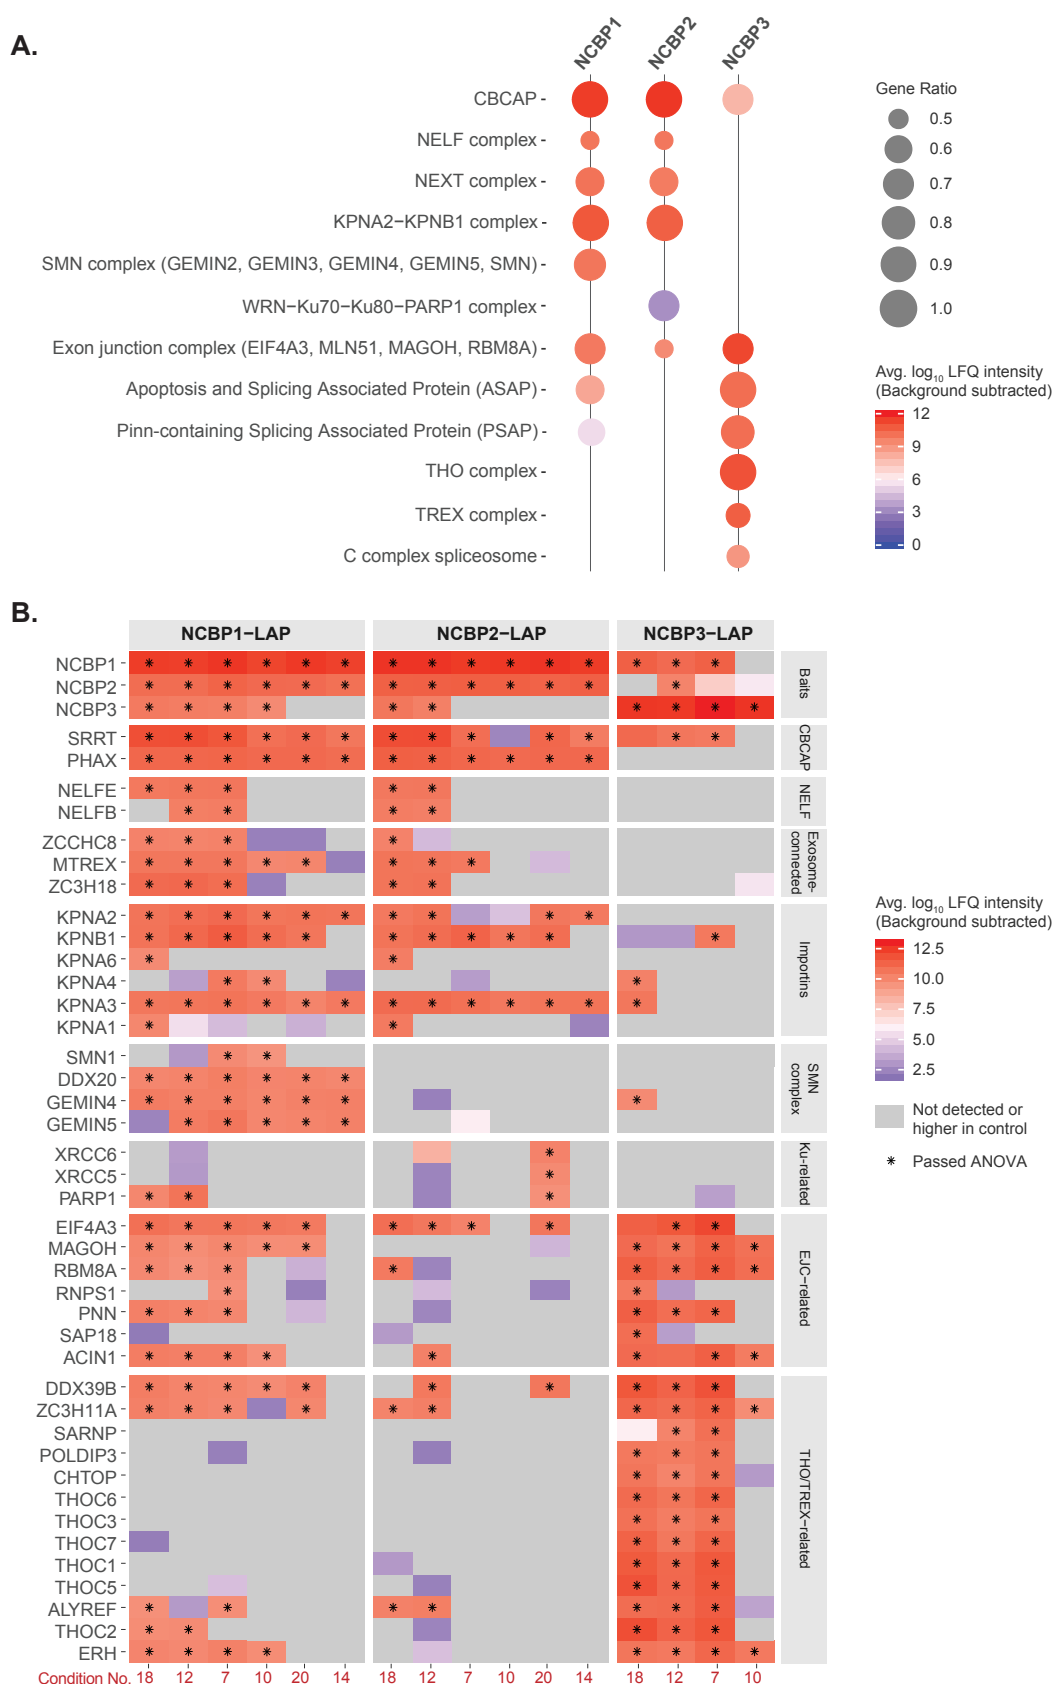 A.
NCBP1 NCBP2 NCBP3
CBCAP
NELF complex
NEXT complex
KPNA2−KPNB1 complex
SMN complex (GEMIN2, GEMIN3, GEMIN4, GEMIN5, SMN)
WRN−Ku70−Ku80−PARP1 complex
Exon junction complex (EIF4A3, MLN51, MAGOH, RBM8A)
Apoptosis and Splicing Associated Protein (ASAP)
Pinn-containing Splicing Associated Protein (PSAP)
THO complex
TREX complex
C complex spliceosome
Gene Ratio
0.5
0.6
0.7
0.8
0.9
1.0
Avg. log10 LFQ intensity
(Background subtracted)
12
9
6
3
0
B.
NCBP1−LAP NCBP2−LAP NCBP3−LAP
NCBP1
NCBP2
NCBP3
Baits
SRRT
PHAX
CBCAP
NELFE
NELFB
NELF
ZCCHC8
MTREX
ZC3H18
Exosome-
connected
KPNA2
KPNB1
KPNA6
KPNA4
KPNA3
KPNA1
Importins
SMN1
DDX20
GEMIN4
GEMIN5
SMN
complex
XRCC6
XRCC5
PARP1
Ku-related
EIF4A3
MAGOH
RBM8A
RNPS1
PNN
SAP18
ACIN1
EJC-related
DDX39B
ZC3H11A
SARNP
POLDIP3
CHTOP
THOC6
THOC3
THOC7
THOC1
THOC5
ALYREF
THOC2
ERH
THO/TREX−related
Condition No. 18 12 7 10 20 14 18 12 7 10 20 14 18 12 7 10
Avg. log10 LFQ intensity
(Background subtracted)
12.5
10.0
7.5
5.0
2.5
Not detected or
higher in control
* Passed ANOVA